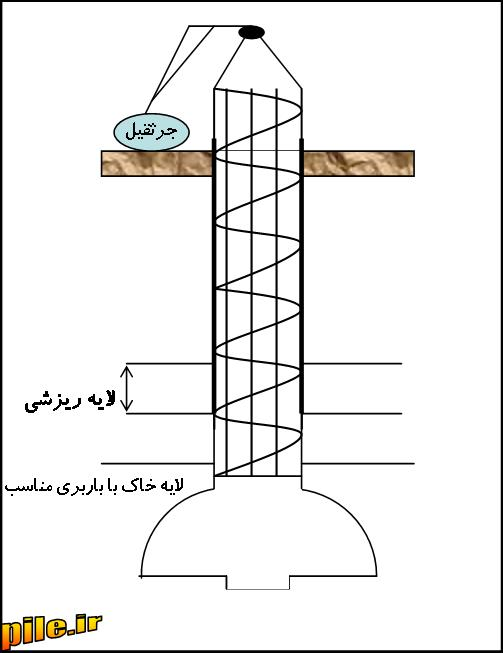 جرثقیل
لایه ریزشی
لایه خاک با باربری مناسب
pile.ir